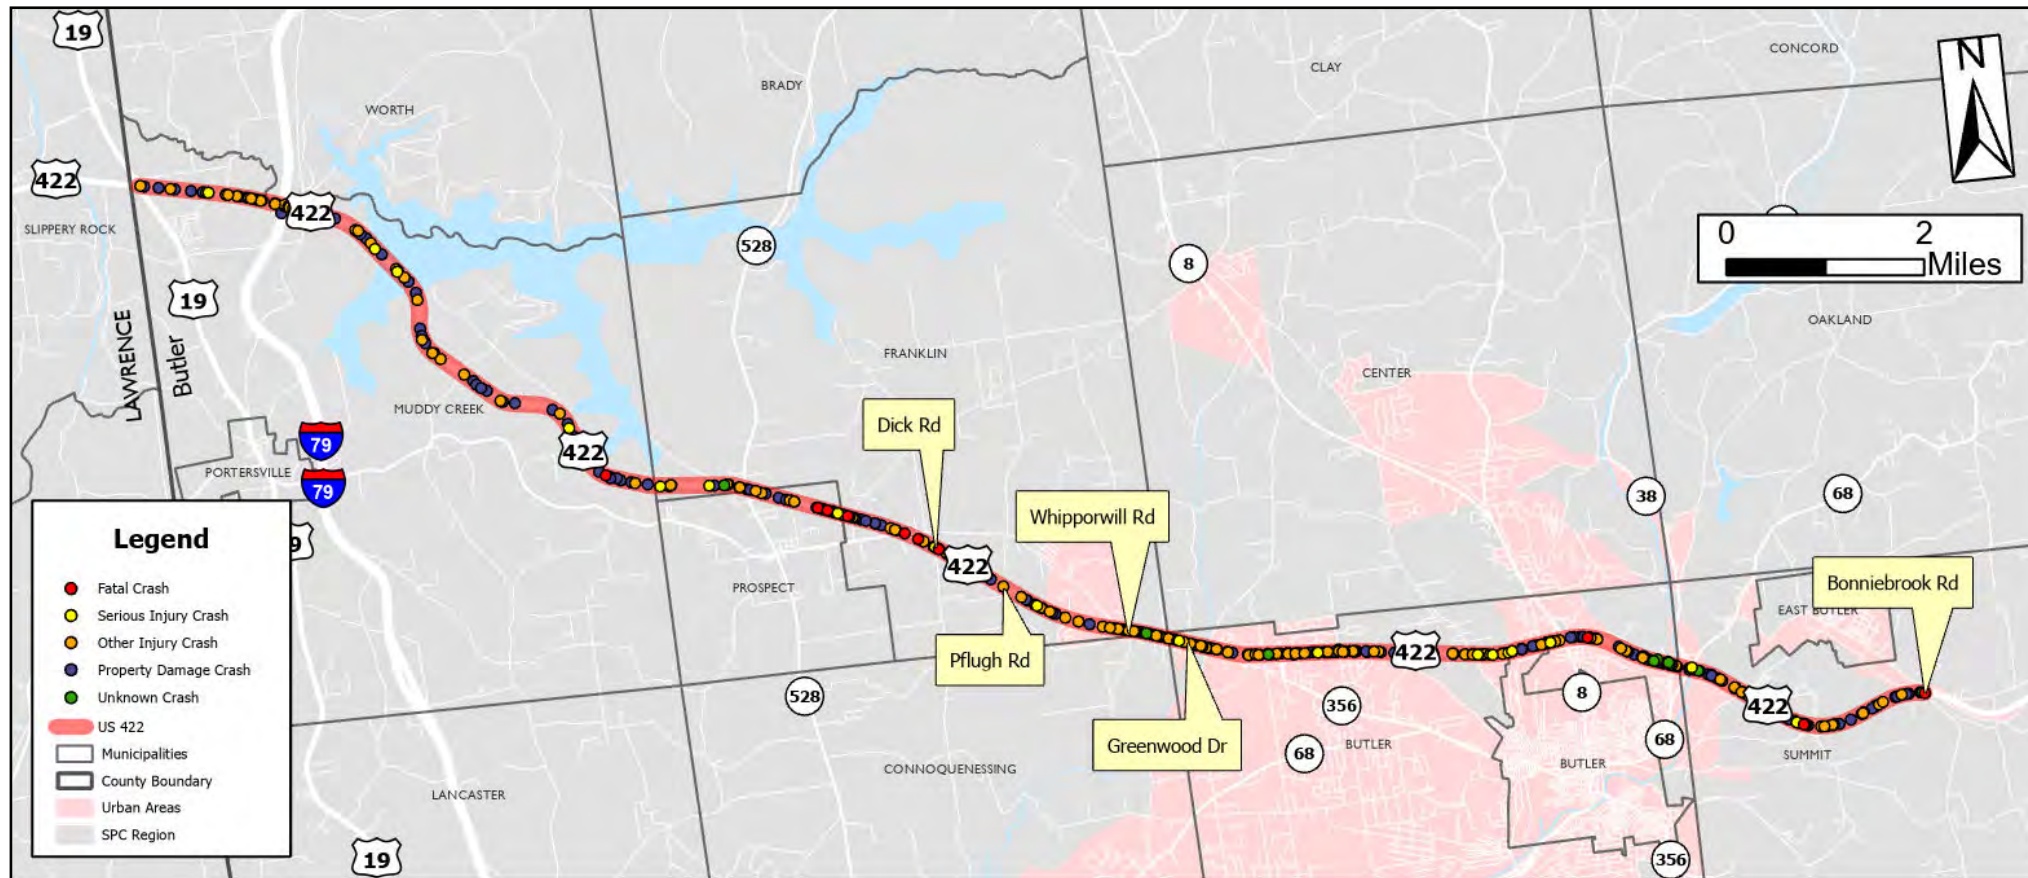 19
CONCORD
CLAY
BRADY
WORTH
N
422
422
SLIPPERY ROCK
528
8
0
2
Miles
19
LAWRENCE
Butler
OAKLAND
FRANKLIN
CENTER
MUDDY CREEK
Dick Rd
79
422
PORTERSVILLE
79
38
68
Whipporwill Rd
9
422
PROSPECT
Bonniebrook Rd
EAST BUTLER
Pflugh Rd
422
528
8
422
356
68
Greenwood Dr
BUTLER
68
CONNOQUENESSING
BUTLER
SUMMIT
LANCASTER
19
356
Legend
Fatal Crash
Serious Injury Crash
Other Injury Crash
Property Damage Crash
Unknown Crash
US 422
Municipalities
County Boundary
Urban Areas
SPC Region